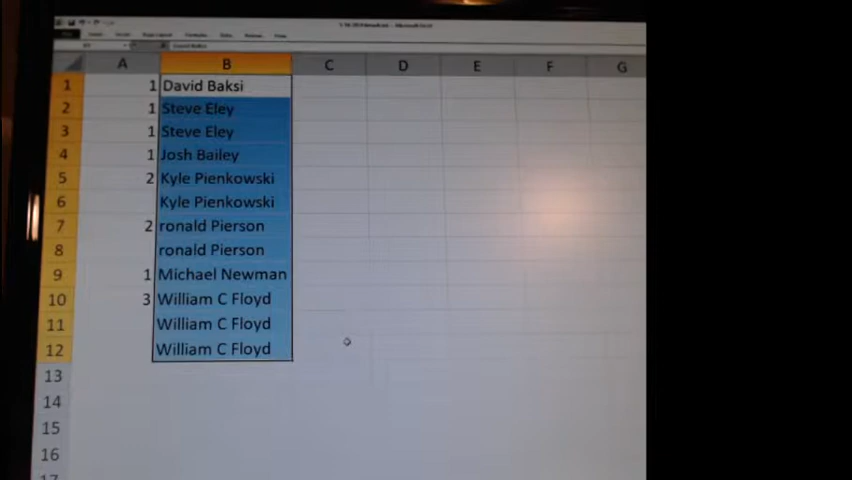 A B C D E F G
1 1 David Baksi
2 1 Steve Eley
3 1 Steve Eley
4 1 Josh Bailey
5 2 Kyle Pienkowski
6 Kyle Pienkowski
7 2 ronald Pierson
8 ronald Pierson
9 1 Michael Newman
10 3 William C Floyd
11 William C Floyd
12 William C Floyd
13
14
15
16